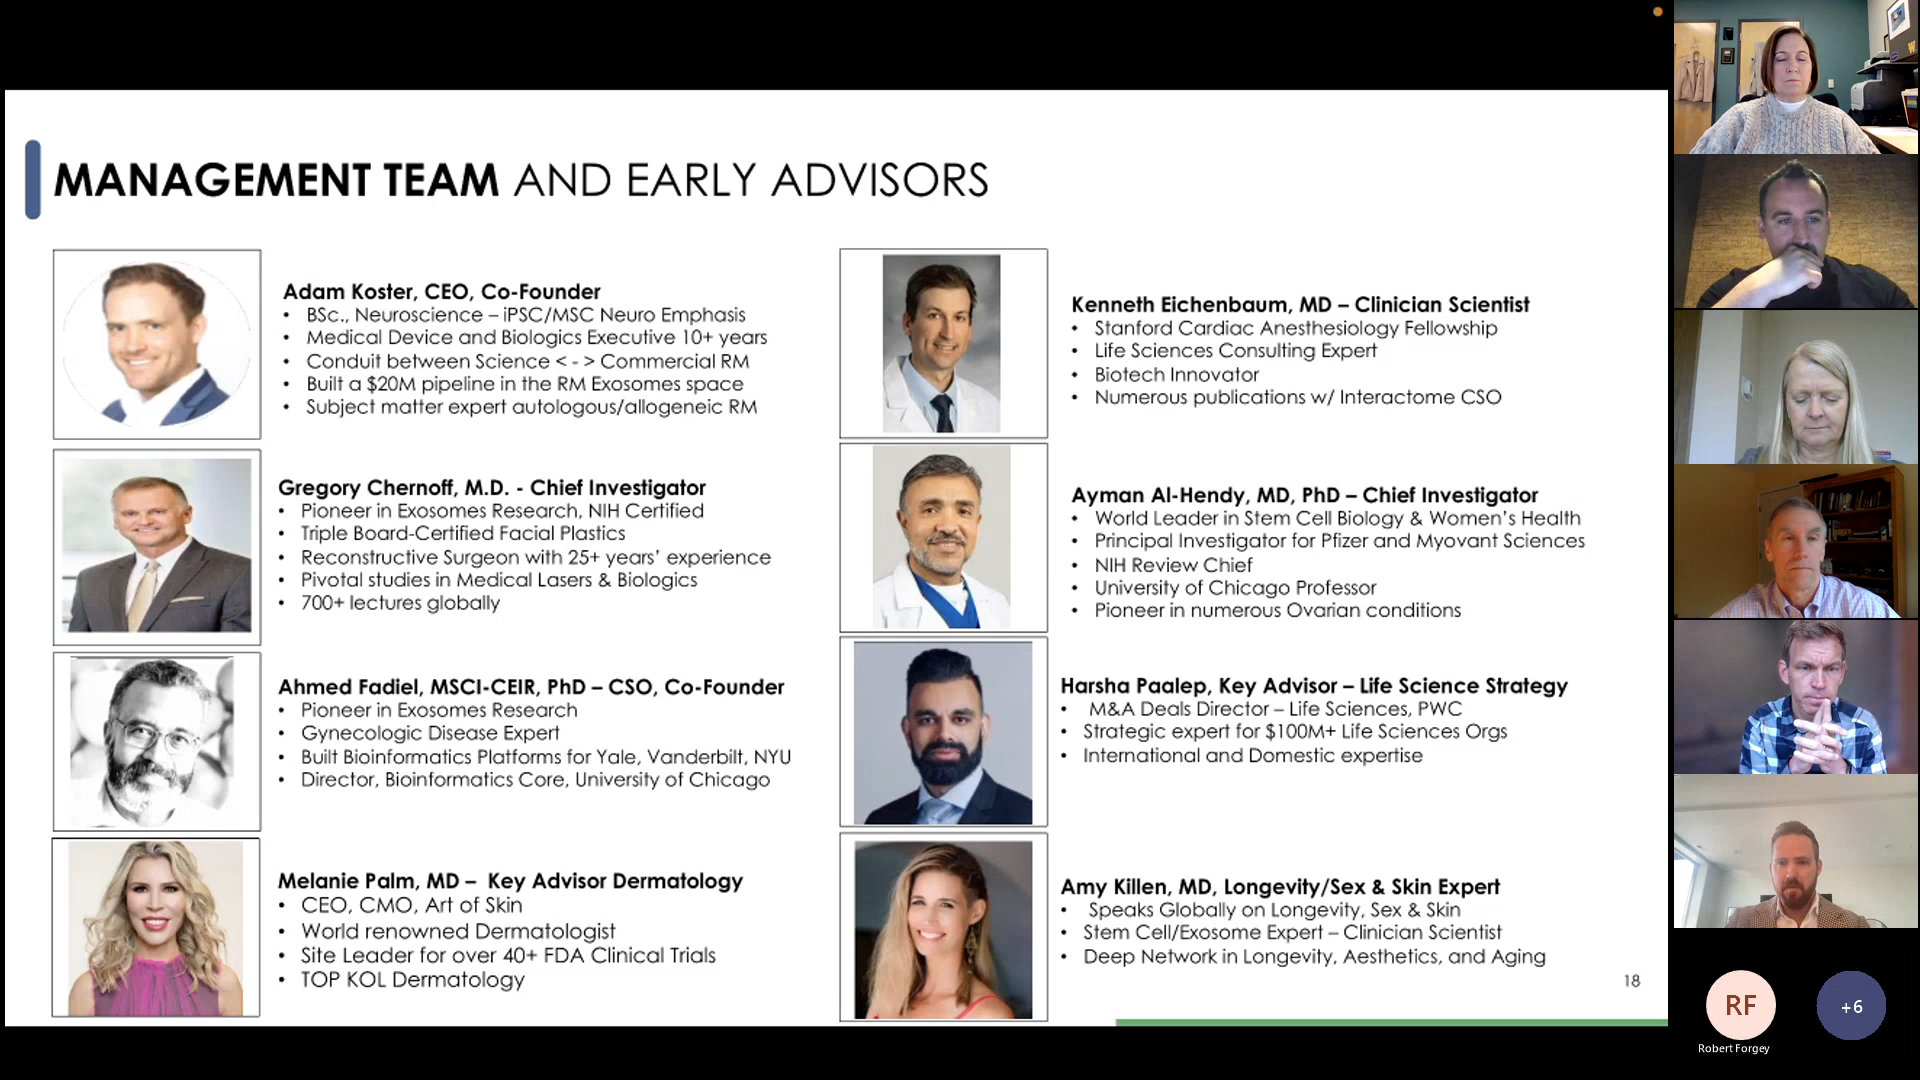 MANAGEMENT TEAM AND EARLY ADVISORS
Adam Koster, CEO, Co-Founder
• BSc., Neuroscience – iPSC/MSC Neuro Emphasis
• Medical Device and Biologics Executive 10+ years
• Conduit between Science < - > Commercial RM
• Built a $20M pipeline in the RM Exosomes space
• Subject matter expert autologous/allogeneic RM
Gregory Chernoff, M.D. - Chief Investigator
• Pioneer in Exosomes Research, NIH Certified
• Triple Board-Certified Facial Plastics
• Reconstructive Surgeon with 25+ years’ experience
• Pivotal studies in Medical Lasers & Biologics
• 700+ lectures globally
Ahmed Fadiel, MSCI-CEIR, PhD – CSO, Co-Founder
• Pioneer in Exosomes Research
• Gynecologic Disease Expert
• Built Bioinformatics Platforms for Yale, Vanderbilt, NYU
• Director, Bioinformatics Core, University of Chicago
Melanie Palm, MD – Key Advisor Dermatology
• CEO, CMO, Art of Skin
• World renowned Dermatologist
• Site Leader for over 40+ FDA Clinical Trials
• TOP KOL Dermatology
Kenneth Eichenbaum, MD – Clinician Scientist
• Stanford Cardiac Anesthesiology Fellowship
• Life Sciences Consulting Expert
• Biotech Innovator
• Numerous publications w/ Interactome CSO
Ayman Al-Hendy, MD, PhD – Chief Investigator
• World Leader in Stem Cell Biology & Women’s Health
• Principal Investigator for Pfizer and Myovant Sciences
• NIH Review Chief
• University of Chicago Professor
• Pioneer in numerous Ovarian conditions
Harsha Paalep, Key Advisor – Life Science Strategy
• M&A Deals Director – Life Sciences, PWC
• Strategic expert for $100M+ Life Sciences Orgs
• International and Domestic expertise
Amy Killen, MD, Longevity/Sex & Skin Expert
• Speaks Globally on Longevity, Sex & Skin
• Stem Cell/Exosome Expert – Clinician Scientist
• Deep Network in Longevity, Aesthetics, and Aging
18
W
RF
+6
Robert Forgey